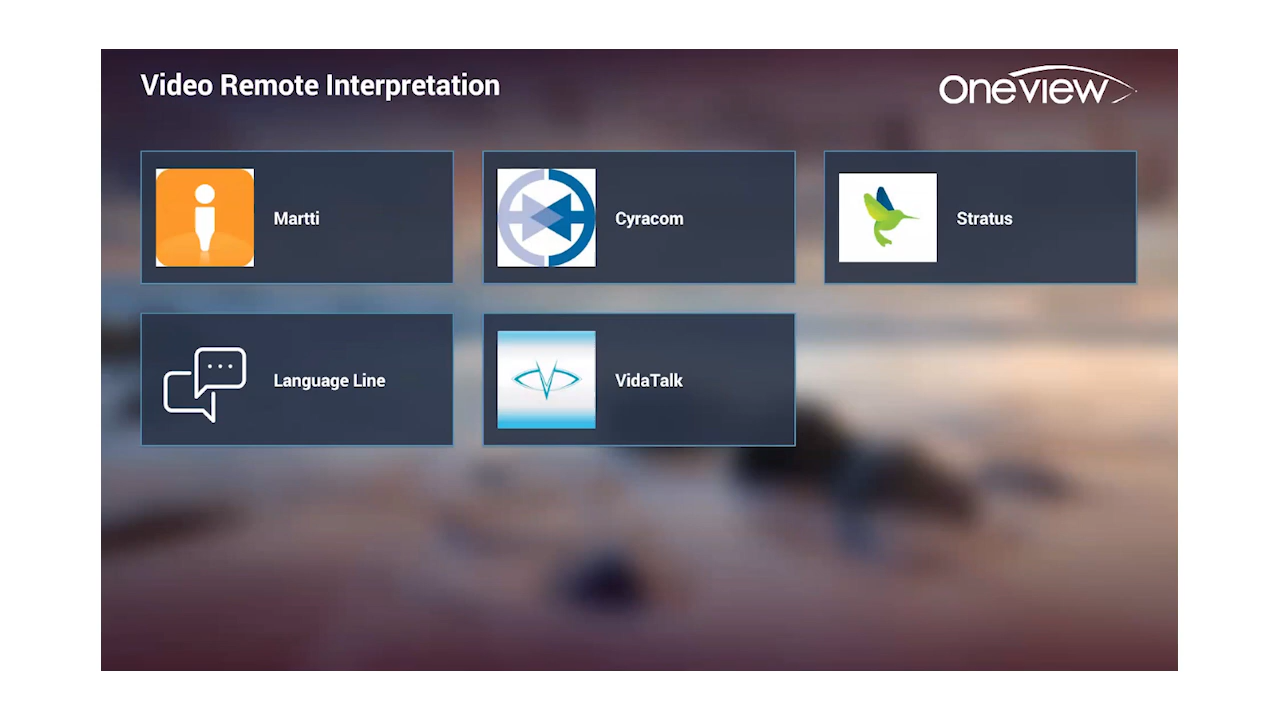 Video Remote Interpretation
oneview
Martti
Cyracom
Stratus
Language Line
VidaTalk